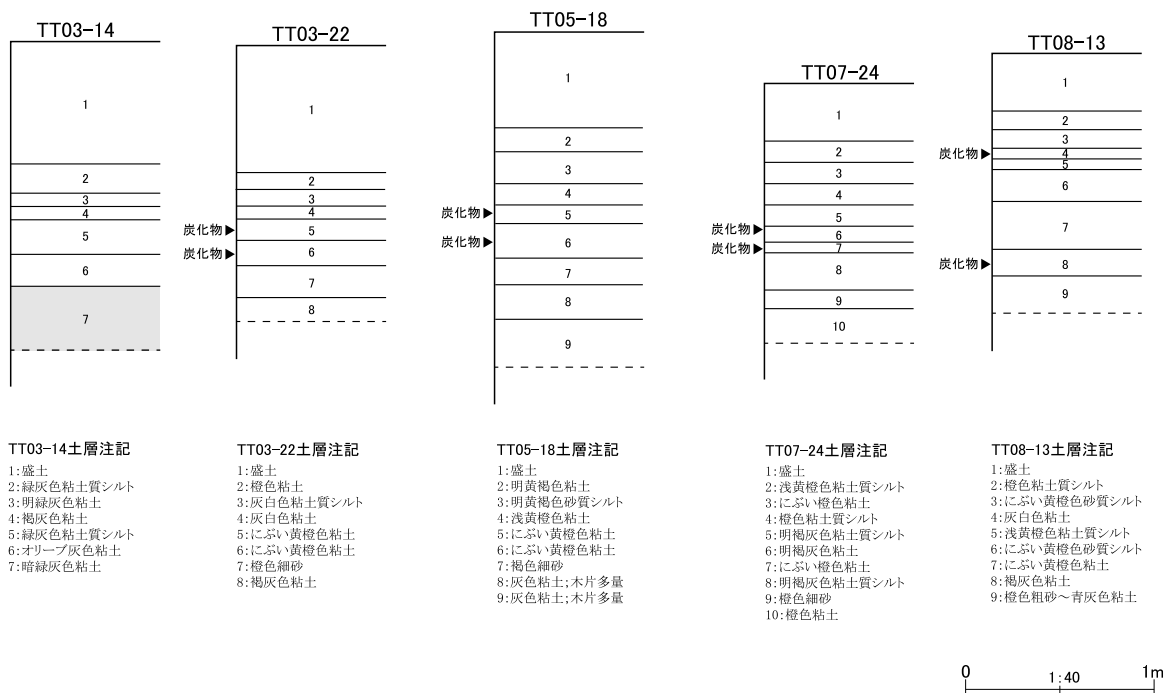 TT03-14
1
2
3
4
5
6
7
TT03-22
1
2
3
4
炭化物▶
5
炭化物▶
6
7
8
TT05-18
1
2
3
4
炭化物▶
5
炭化物▶
6
7
8
9
TT07-24
1
2
3
4
5
炭化物▶
6
炭化物▶
7
8
9
10
TT08-13
1
2
3
炭化物▶
4
5
6
7
炭化物▶
8
9
TT03-14土層注記
1:盛土
2:緑灰色粘土質シルト
3:明緑灰色粘土
4:褐灰色粘土
5:緑灰色粘土質シルト
6:オリーブ灰色粘土
7:暗緑灰色粘土
TT03-22土層注記
1:盛土
2:橙色粘土
3:灰白色粘土質シルト
4:灰白色粘土
5:にぶい黄橙色粘土
6:にぶい黄橙色粘土
7:橙色細砂
8:褐灰色粘土
TT05-18土層注記
1:盛土
2:明黄褐色粘土
3:明黄褐色砂質シルト
4:浅黄橙色粘土
5:にぶい黄橙色粘土
6:にぶい黄橙色粘土
7:褐色細砂
8:灰色粘土;木片多量
9:灰色粘土;木片多量
TT07-24土層注記
1:盛土
2:浅黄橙色粘土質シルト
3:にぶい橙色粘土
4:橙色粘土質シルト
5:明褐灰色粘土質シルト
6:明褐灰色粘土
7:にぶい橙色粘土
8:明褐灰色粘土質シルト
9:橙色細砂
10:橙色粘土
TT08-13土層注記
1:盛土
2:橙色粘土質シルト
3:にぶい黄橙色砂質シルト
4:灰白色粘土
5:浅黄橙色粘土質シルト
6:にぶい黄橙色砂質シルト
7:にぶい黄橙色粘土
8:褐灰色粘土
9:橙色粗砂～青灰色粘土
0 1:40 1m